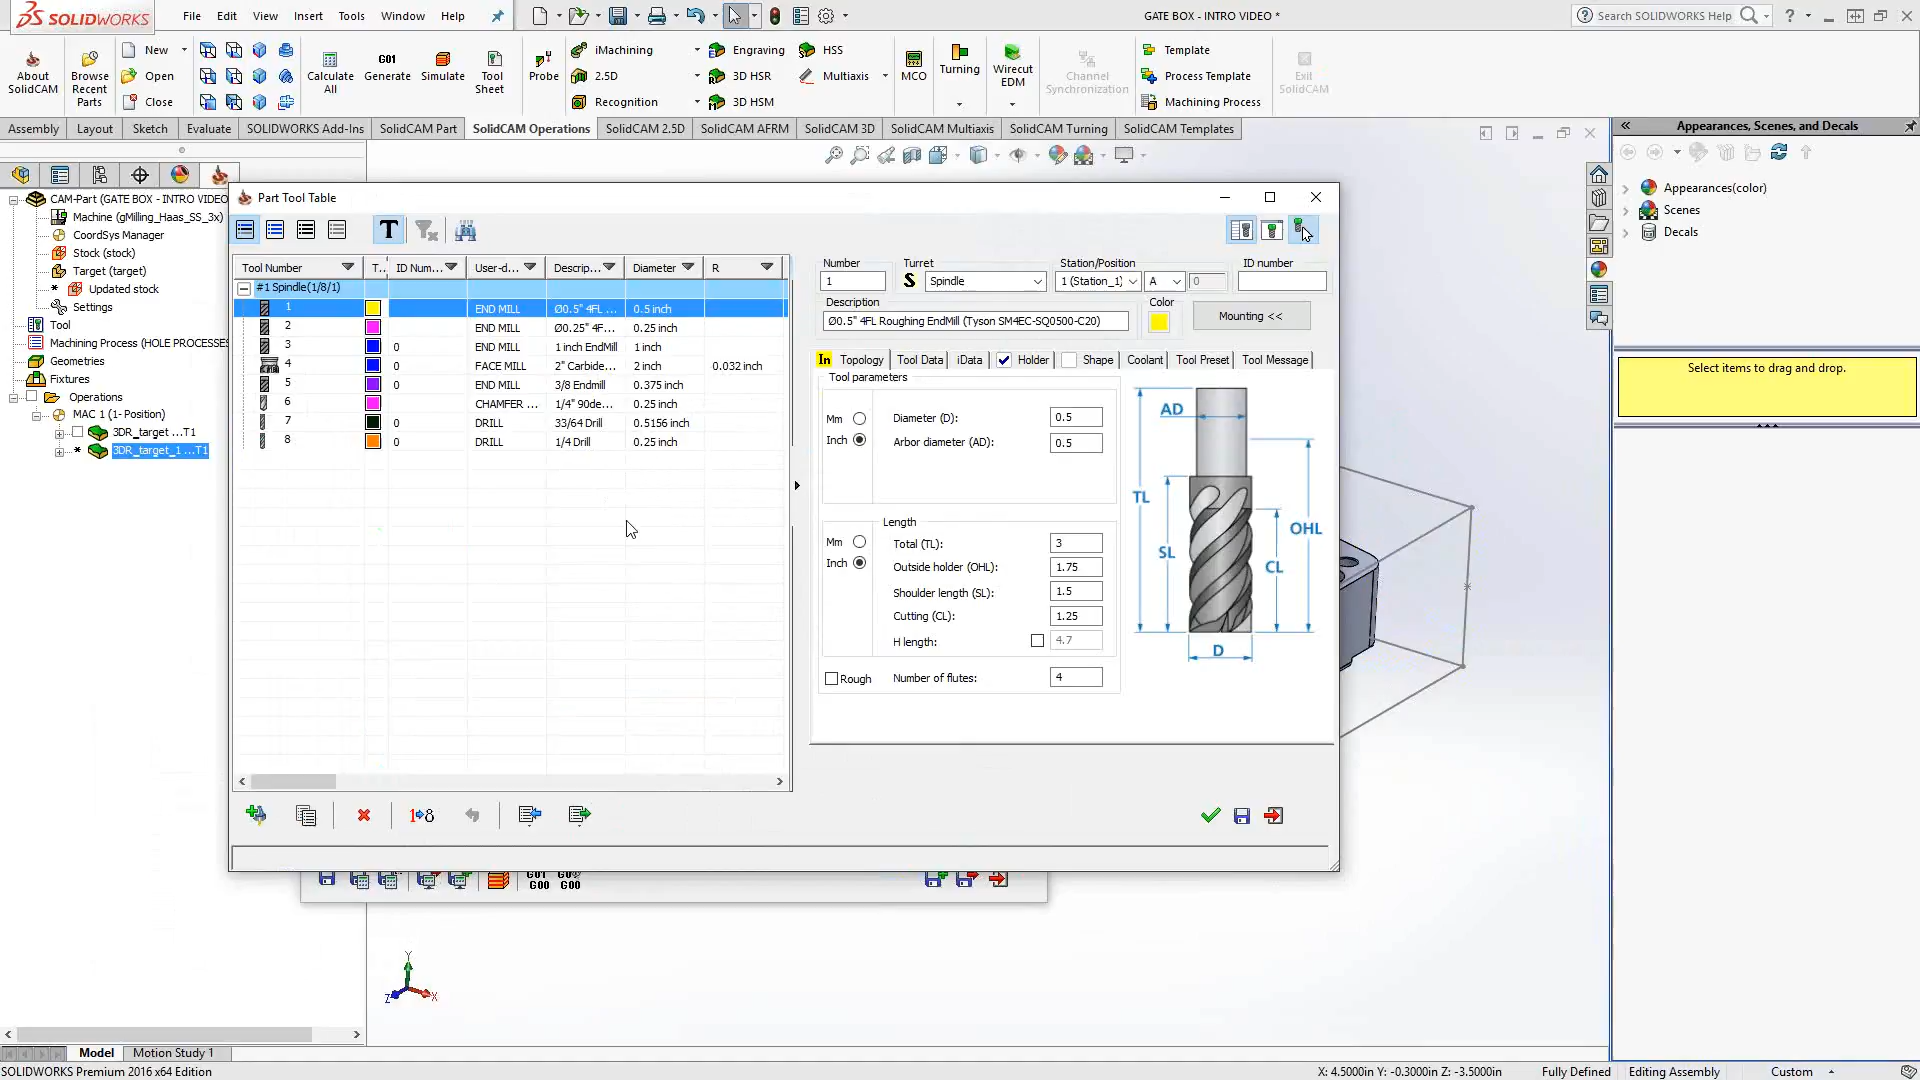 SOLIDWORKS
File Edit View Insert Tools Window Help
GATE BOX - INTRO VIDEO *
Search SOLIDWORKS Help
About SolidCAM
Browse Recent Parts
New
Open
Close
Calculate All
G01
Generate
Simulate
Tool Sheet
Probe
iMachining
2.5D
Recognition
Engraving
3D HSR
3D HSM
HSS
Multiaxis
MCO
Turning
Wirecut EDM
Channel Synchronization
Template
Process Template
Machining Process
Exit SolidCAM
Assembly Layout Sketch Evaluate SOLIDWORKS Add-Ins SolidCAM Part SolidCAM Operations SolidCAM 2.5D SolidCAM AFRM SolidCAM 3D SolidCAM Multiaxis SolidCAM Turning SolidCAM Templates
CAM-Part (GATE BOX - INTRO VIDEO
Machine (gMilling_Haas_SS_3x)
CoordSys Manager
Stock (stock)
Target (target)
* Updated stock
Settings
Tool
Machining Process (HOLE PROCESSES
Geometries
Fixtures
Operations
MAC 1 (1- Position)
3DR_target ...T1
* 3DR_target_1 ...T1
Part Tool Table
T
Tool Number T.. ID Num... User-d... Descrip... Diameter R
#1 Spindle(1/8/1)
1 END MILL Ø0.5" 4FL ... 0.5 inch
2 END MILL Ø0.25" 4F... 0.25 inch
3 0 END MILL 1 inch EndMill 1 inch
4 0 FACE MILL 2" Carbide... 2 inch 0.032 inch
5 0 END MILL 3/8 Endmill 0.375 inch
6 0 CHAMFER ... 1/4" 90de... 0.25 inch
7 0 DRILL 33/64 Drill 0.5156 inch
8 0 DRILL 1/4 Drill 0.25 inch
1 8
Number Turret Station/Position ID number
1 S Spindle 1 (Station_1) A 0
Description Color
Ø0.5" 4FL Roughing EndMill (Tyson SM4EC-SQ0500-C20) Mounting <<
In Topology Tool Data iData Holder Shape Coolant Tool Preset Tool Message
Tool parameters
Mm Diameter (D): 0.5
Inch Arbor diameter (AD): 0.5
Length
Mm Total (TL): 3
Inch Outside holder (OHL): 1.75
Shoulder length (SL): 1.5
Cutting (CL): 1.25
H length: 4.7
Rough Number of flutes: 4
AD
TL
OHL
SL
CL
D
G01 G0
G00 G00
Y
Z
X
Appearances, Scenes, and Decals
Appearances(color)
Scenes
Decals
Select items to drag and drop.
Model Motion Study 1
SOLIDWORKS Premium 2016 x64 Edition
X: 4.5000in Y: -0.3000in Z: -3.5000in Fully Defined Editing Assembly Custom